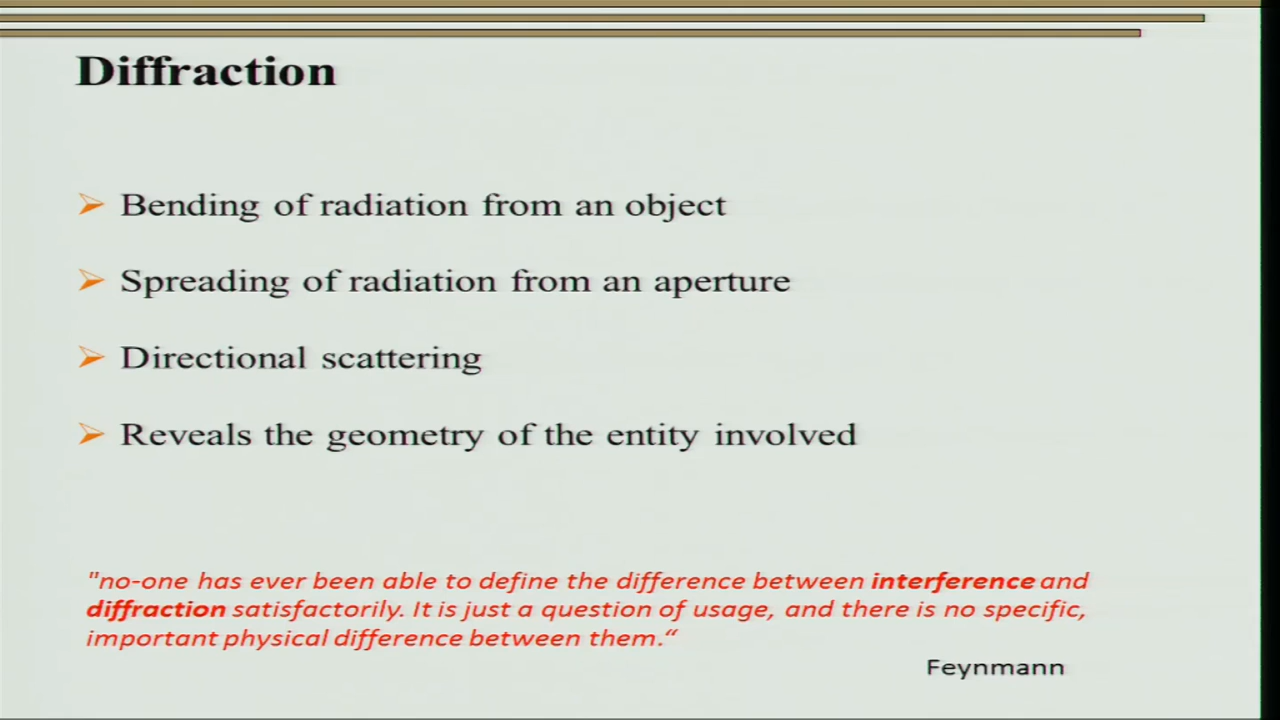 Diffraction
Bending of radiation from an object
Spreading of radiation from an aperture
Directional scattering
Reveals the geometry of the entity involved
"no-one has ever been able to define the difference between interference and
diffraction satisfactorily. It is just a question of usage, and there is no specific,
important physical difference between them.“
Feynmann